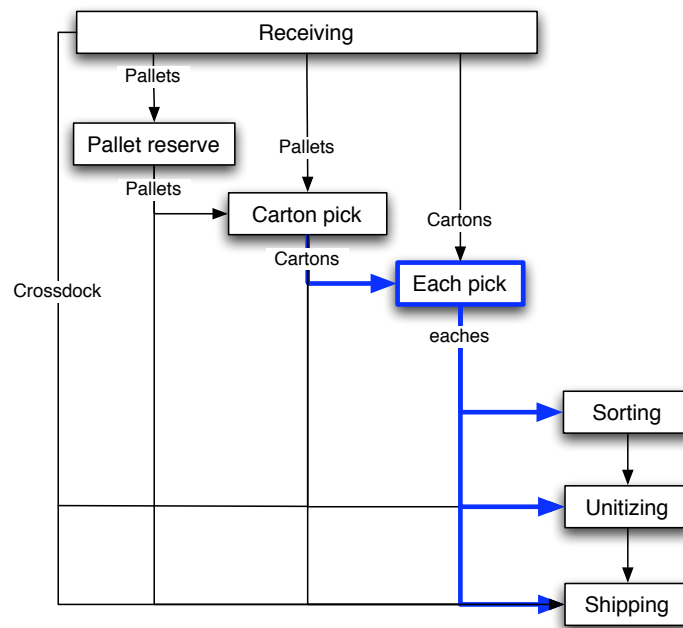 Receiving
Pallets
Pallet reserve
Pallets
Pallets
Carton pick
Cartons
Cartons
Each pick
Crossdock
eaches
Sorting
Unitizing
Shipping